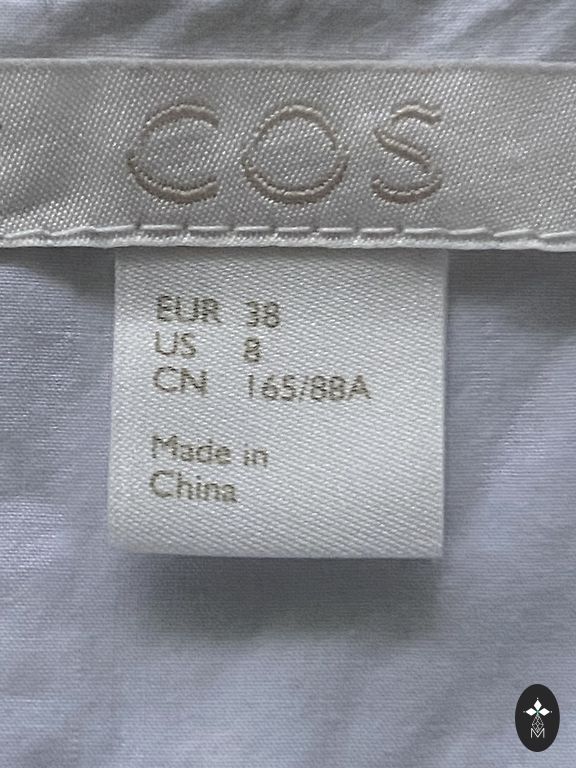 COS
EUR 38
US 8
CN 165/88A
Made in
China
M